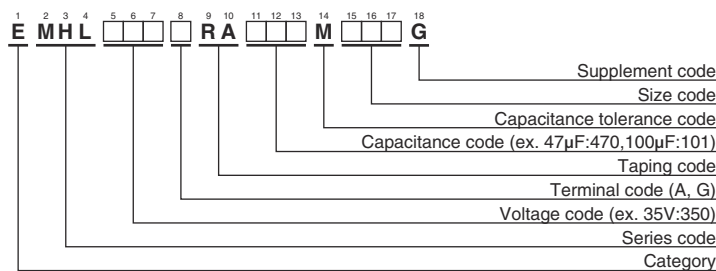 1 2 3 4 5 6 7 8 9 10 11 12 13 14 15 16 17 18
E M H L R A M G
Supplement code
Size code
Capacitance tolerance code
Capacitance code (ex. 47μF:470,100μF:101)
Taping code
Terminal code (A, G)
Voltage code (ex. 35V:350)
Series code
Category